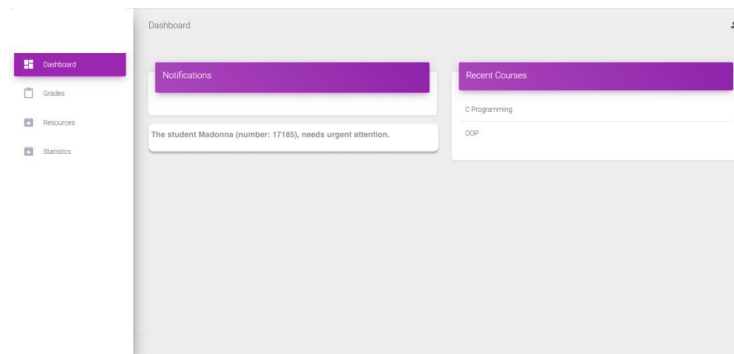 Dashboard
Dashboard
Grades
Resources
Statistics
Notifications
The student Madonna (number: 17185), needs urgent attention.
Recent Courses
C Programming
OOP